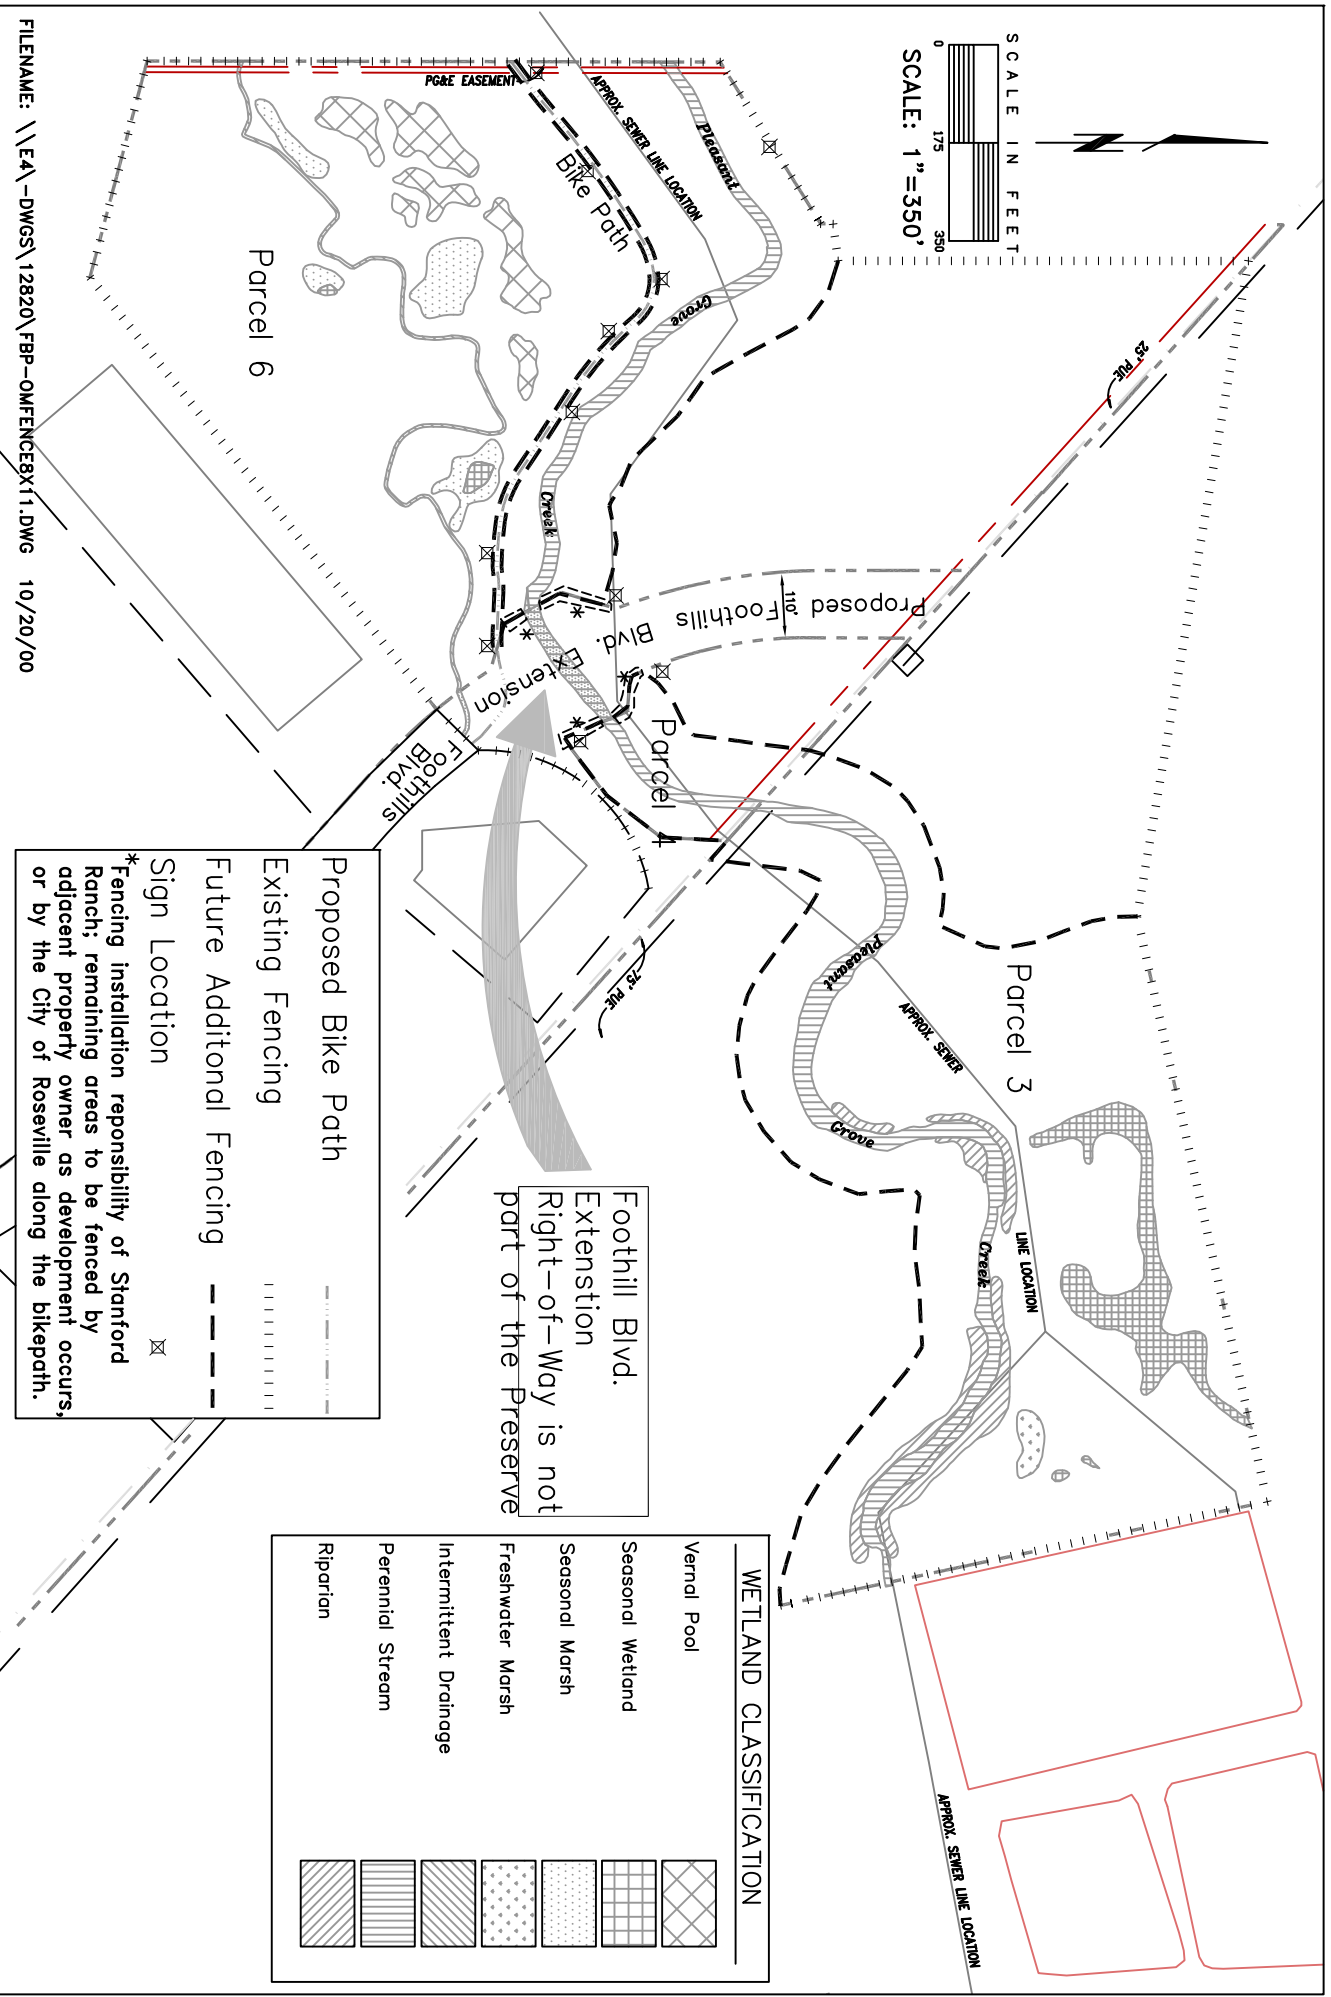 SCALE IN FEET
0 175 350
SCALE: 1"=350'
25' PUE
Pleasant
APPROX. SEWER LINE LOCATION
PG&E EASEMENT
Bike Path
Grove
Creek
Parcel 6
110'
Proposed Foothills
Blvd.
Extension
*
*
*
*
Parcel 4
Foothills
Blvd.
75' PUE
Pleasant
Parcel 3
APPROX. SEWER
LINE LOCATION
Grove
Creek
APPROX. SEWER LINE LOCATION
Foothill Blvd.
Extenstion
Right-of-Way is not
part of the Preserve
Proposed Bike Path
Existing Fencing
Future Additonal Fencing
Sign Location
*Fencing installation reponsibility of Stanford
Ranch; remaining areas to be fenced by
adjacent property owner as development occurs,
or by the City of Roseville along the bikepath.
WETLAND CLASSIFICATION
Vernal Pool
Seasonal Wetland
Seasonal Marsh
Freshwater Marsh
Intermittent Drainage
Perennial Stream
Riparian
FILENAME: \\E4\-DWGS\12820\FBP-OMFENCE8X11.DWG 10/20/00